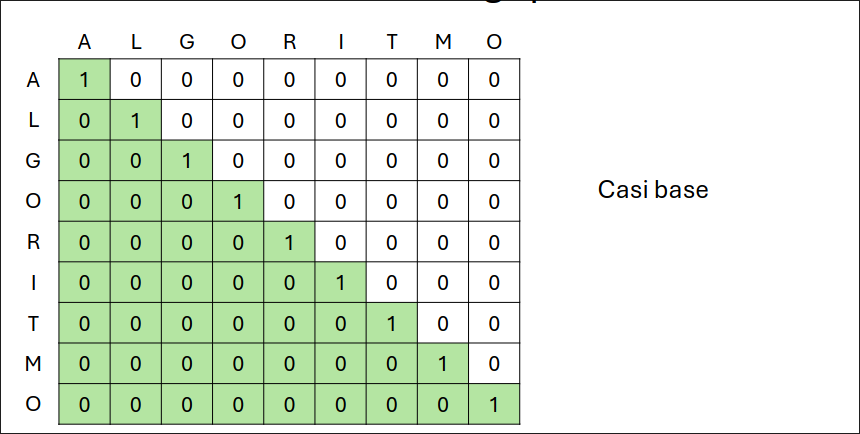 A L G O R I T M O
A 1 0 0 0 0 0 0 0 0
L 0 1 0 0 0 0 0 0 0
G 0 0 1 0 0 0 0 0 0
O 0 0 0 1 0 0 0 0 0
R 0 0 0 0 1 0 0 0 0
I 0 0 0 0 0 1 0 0 0
T 0 0 0 0 0 0 1 0 0
M 0 0 0 0 0 0 0 1 0
O 0 0 0 0 0 0 0 0 1
Casi base